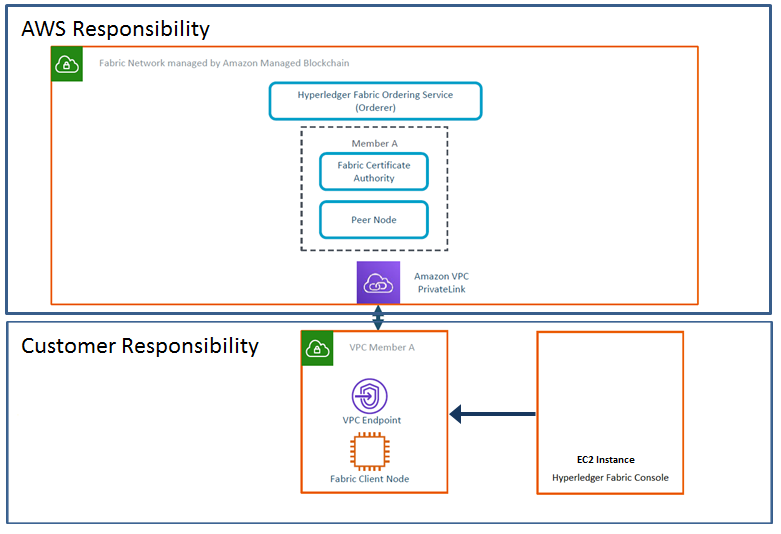 AWS Responsibility
Fabric Network managed by Amazon Managed Blockchain
Hyperledger Fabric Ordering Service
(Orderer)
Member A
Fabric Certificate
Authority
Peer Node
Amazon VPC
PrivateLink
Customer Responsibility
VPC Member A
VPC Endpoint
Fabric Client Node
EC2 Instance
Hyperledger Fabric Console